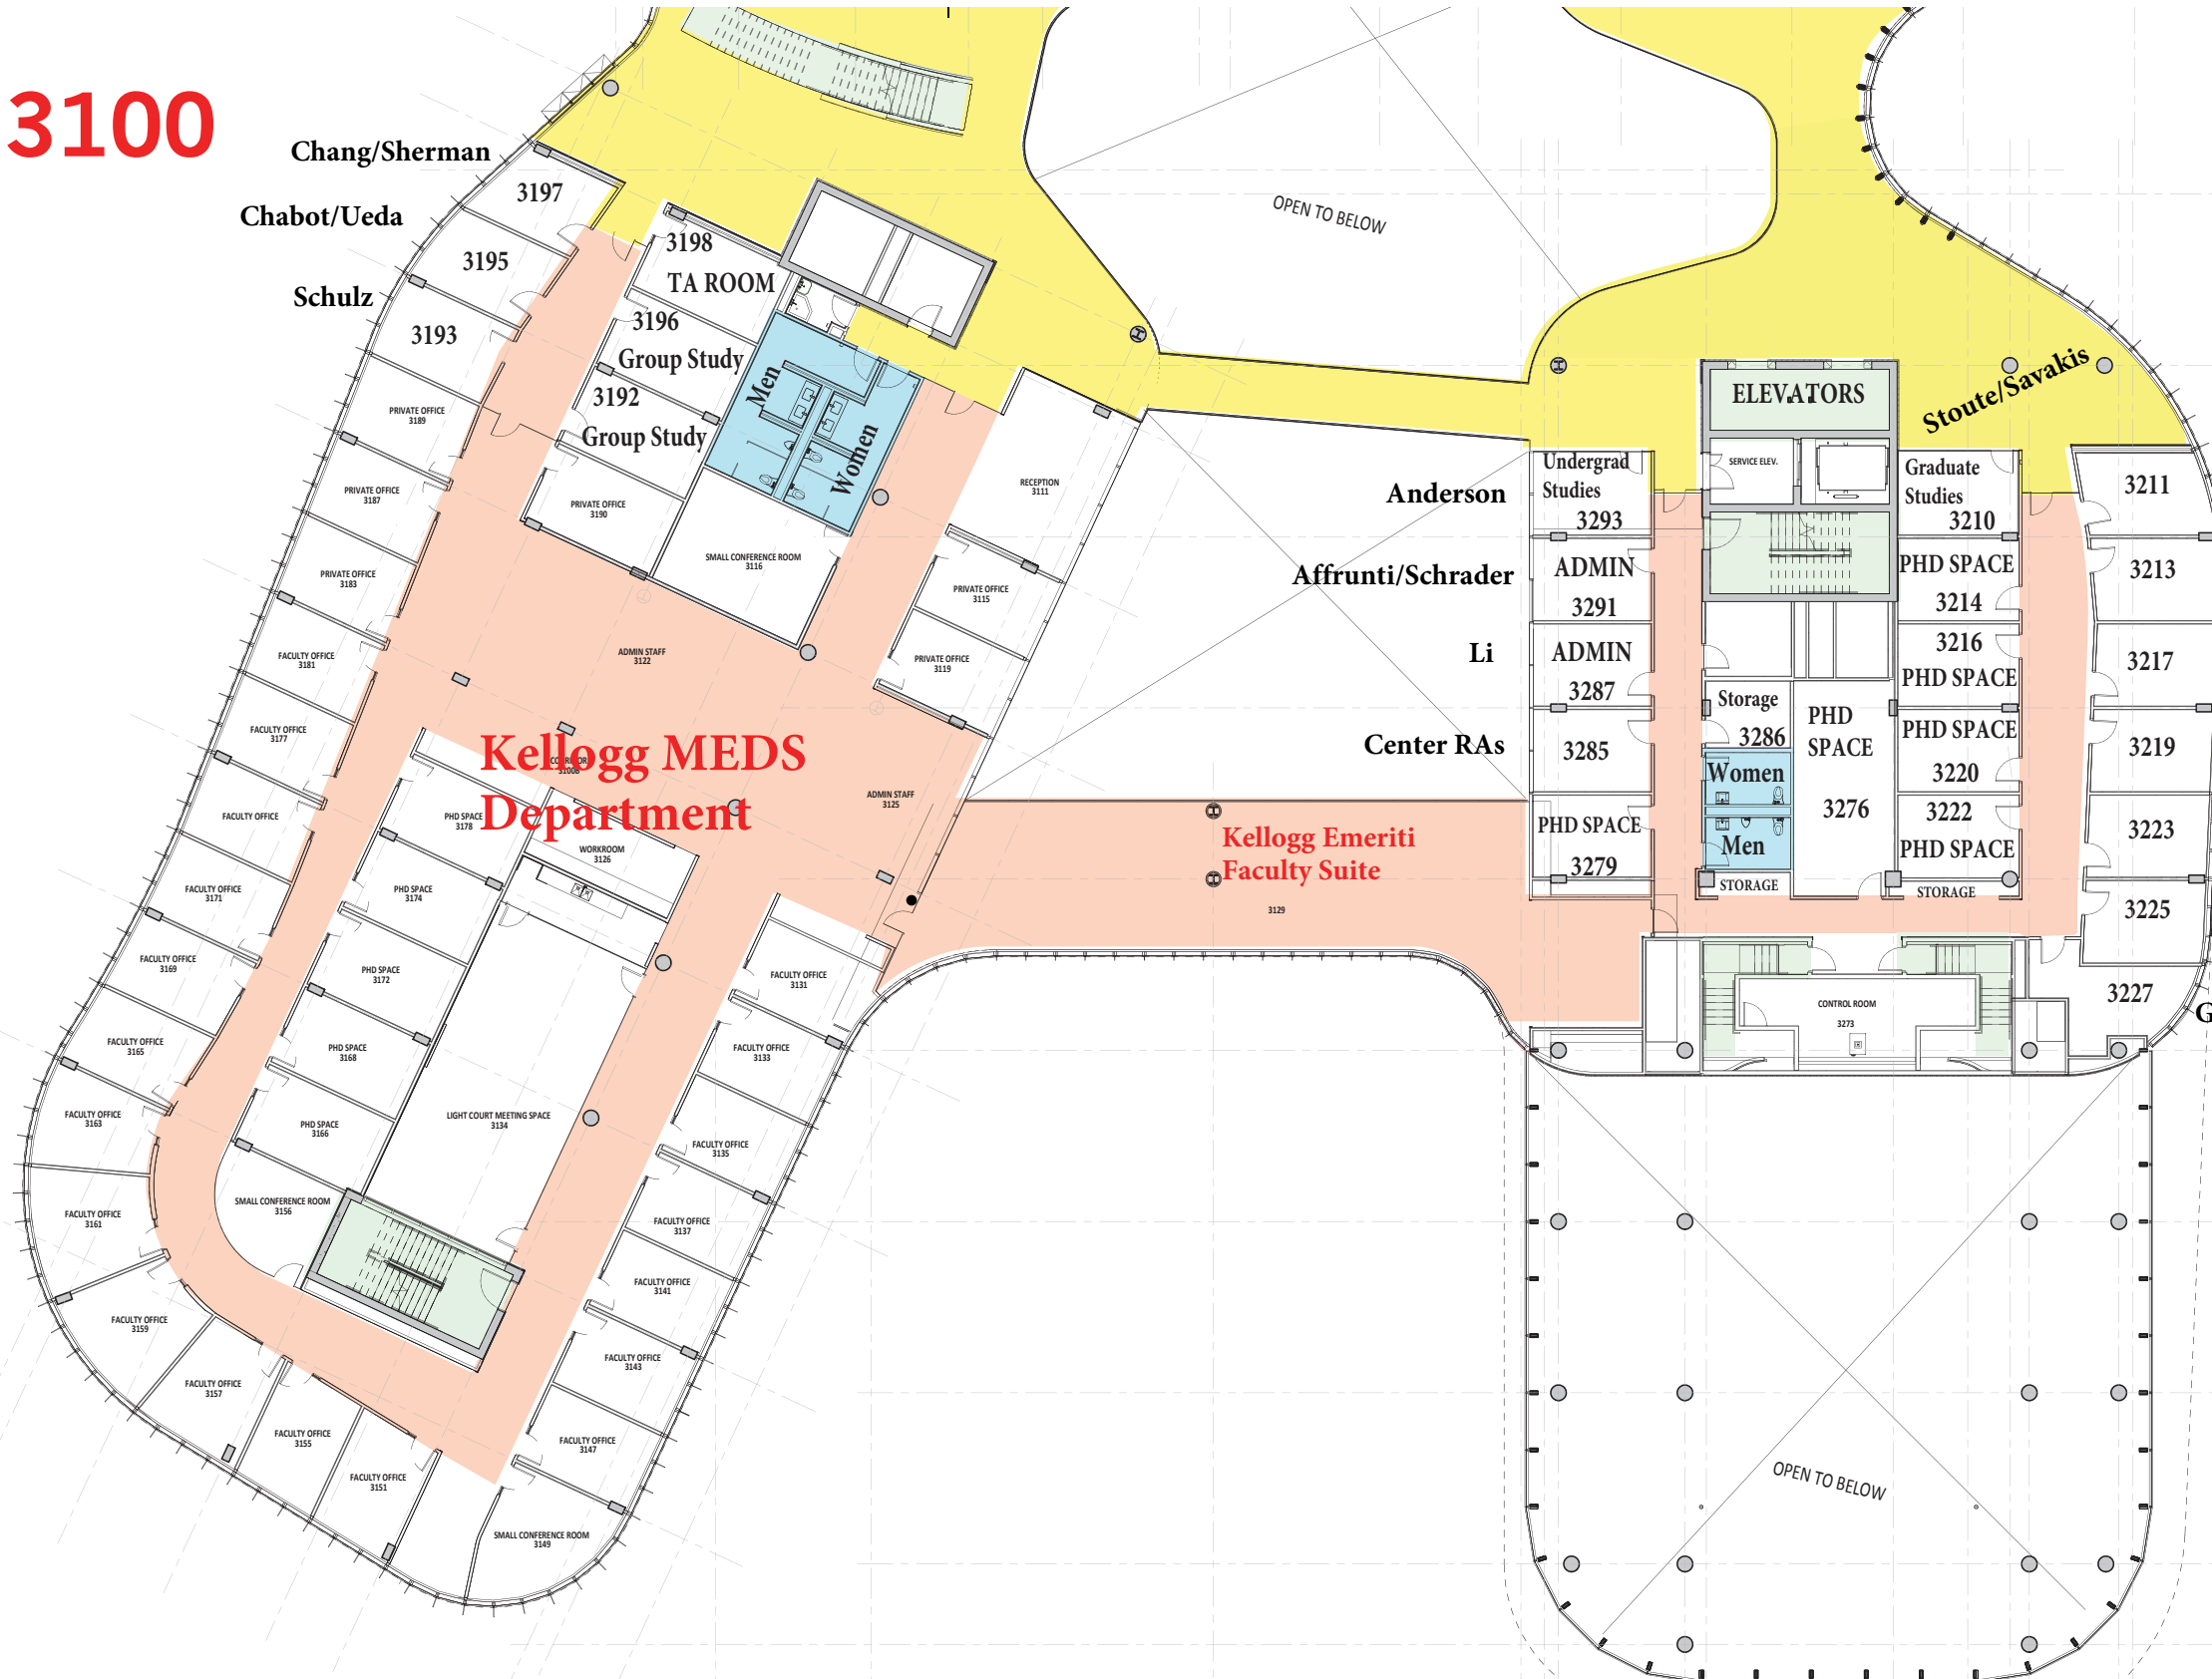 3100
Chang/Sherman
3197
Chabot/Ueda
3195
Schulz
3193
3198
TA ROOM
3196
Group Study
3192
Group Study
Men
Women
OPEN TO BELOW
PRIVATE OFFICE
3189
PRIVATE OFFICE
3187
PRIVATE OFFICE
3183
PRIVATE OFFICE
3190
SMALL CONFERENCE ROOM
3116
RECEPTION
3111
PRIVATE OFFICE
3115
PRIVATE OFFICE
3119
ADMIN STAFF
3122
FACULTY OFFICE
3181
FACULTY OFFICE
3177
FACULTY OFFICE
FACULTY OFFICE
3171
FACULTY OFFICE
3169
FACULTY OFFICE
3165
FACULTY OFFICE
3163
FACULTY OFFICE
3161
FACULTY OFFICE
3159
FACULTY OFFICE
3157
FACULTY OFFICE
3155
FACULTY OFFICE
3151
Kellogg MEDS
Department
ADMIN STAFF
3125
PHD SPACE
3178
WORKROOM
3126
PHD SPACE
3174
PHD SPACE
3172
PHD SPACE
3168
PHD SPACE
3166
SMALL CONFERENCE ROOM
3156
LIGHT COURT MEETING SPACE
3134
FACULTY OFFICE
3131
FACULTY OFFICE
3133
FACULTY OFFICE
3135
FACULTY OFFICE
3137
FACULTY OFFICE
3141
FACULTY OFFICE
3143
FACULTY OFFICE
3147
SMALL CONFERENCE ROOM
3149
Kellogg Emeriti
Faculty Suite
3129
Anderson
Undergrad
Studies
3293
Affrunti/Schrader
ADMIN
3291
Li
ADMIN
3287
Center RAs
3285
PHD SPACE
3279
ELEVATORS
SERVICE ELEV.
Storage
3286
Women
Men
STORAGE
PHD
SPACE
3276
Stoute/Savakis
Graduate
Studies
3210
PHD SPACE
3214
3216
PHD SPACE
PHD SPACE
3220
3222
PHD SPACE
STORAGE
3211
3213
3217
3219
3223
3225
3227
G
CONTROL ROOM
3273
OPEN TO BELOW